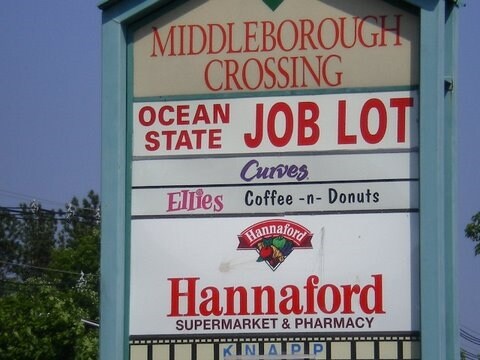 MIDDLEBOROUGH
CROSSING
OCEAN
STATE JOB LOT
Curves
Ellies Coffee -n- Donuts
Hannaford
Hannaford
SUPERMARKET & PHARMACY
KNAPP